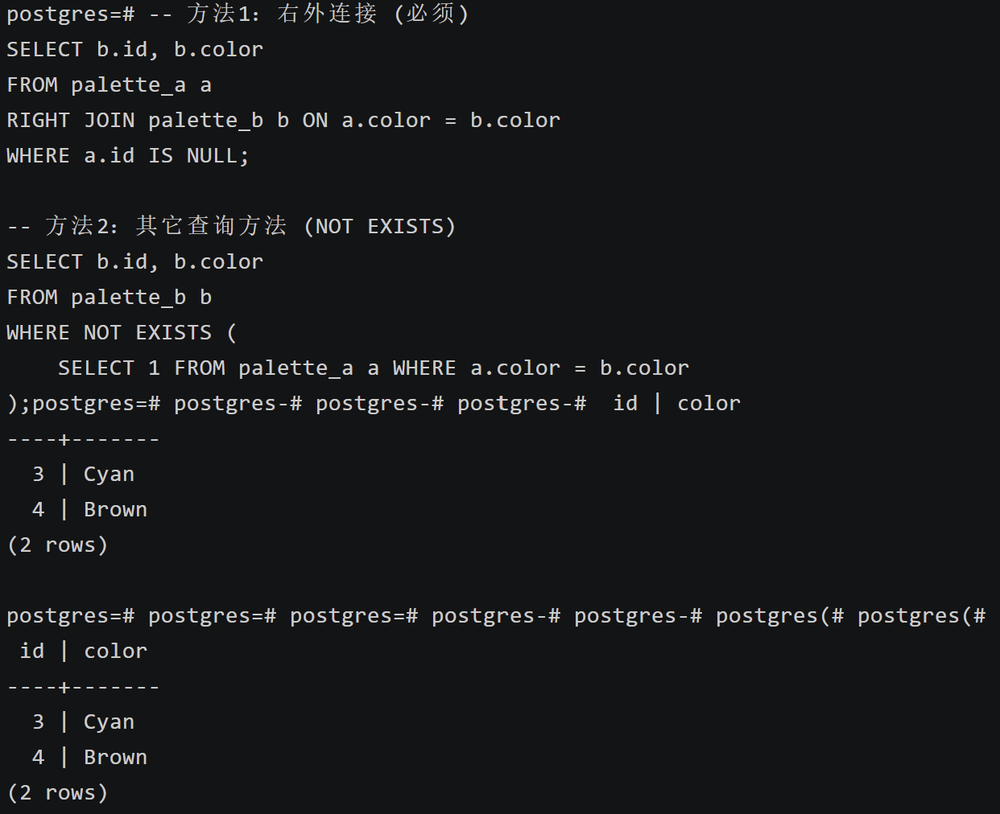 postgres=# -- 方法1：右外连接 (必须)
SELECT b.id, b.color
FROM palette_a a
RIGHT JOIN palette_b b ON a.color = b.color
WHERE a.id IS NULL;
-- 方法2：其它查询方法 (NOT EXISTS)
SELECT b.id, b.color
FROM palette_b b
WHERE NOT EXISTS (
    SELECT 1 FROM palette_a a WHERE a.color = b.color
);postgres=# postgres-# postgres-# postgres-#  id | color
----+-------
  3 | Cyan
  4 | Brown
(2 rows)
postgres=# postgres=# postgres=# postgres-# postgres-# postgres(# postgres(#
 id | color
----+-------
  3 | Cyan
  4 | Brown
(2 rows)